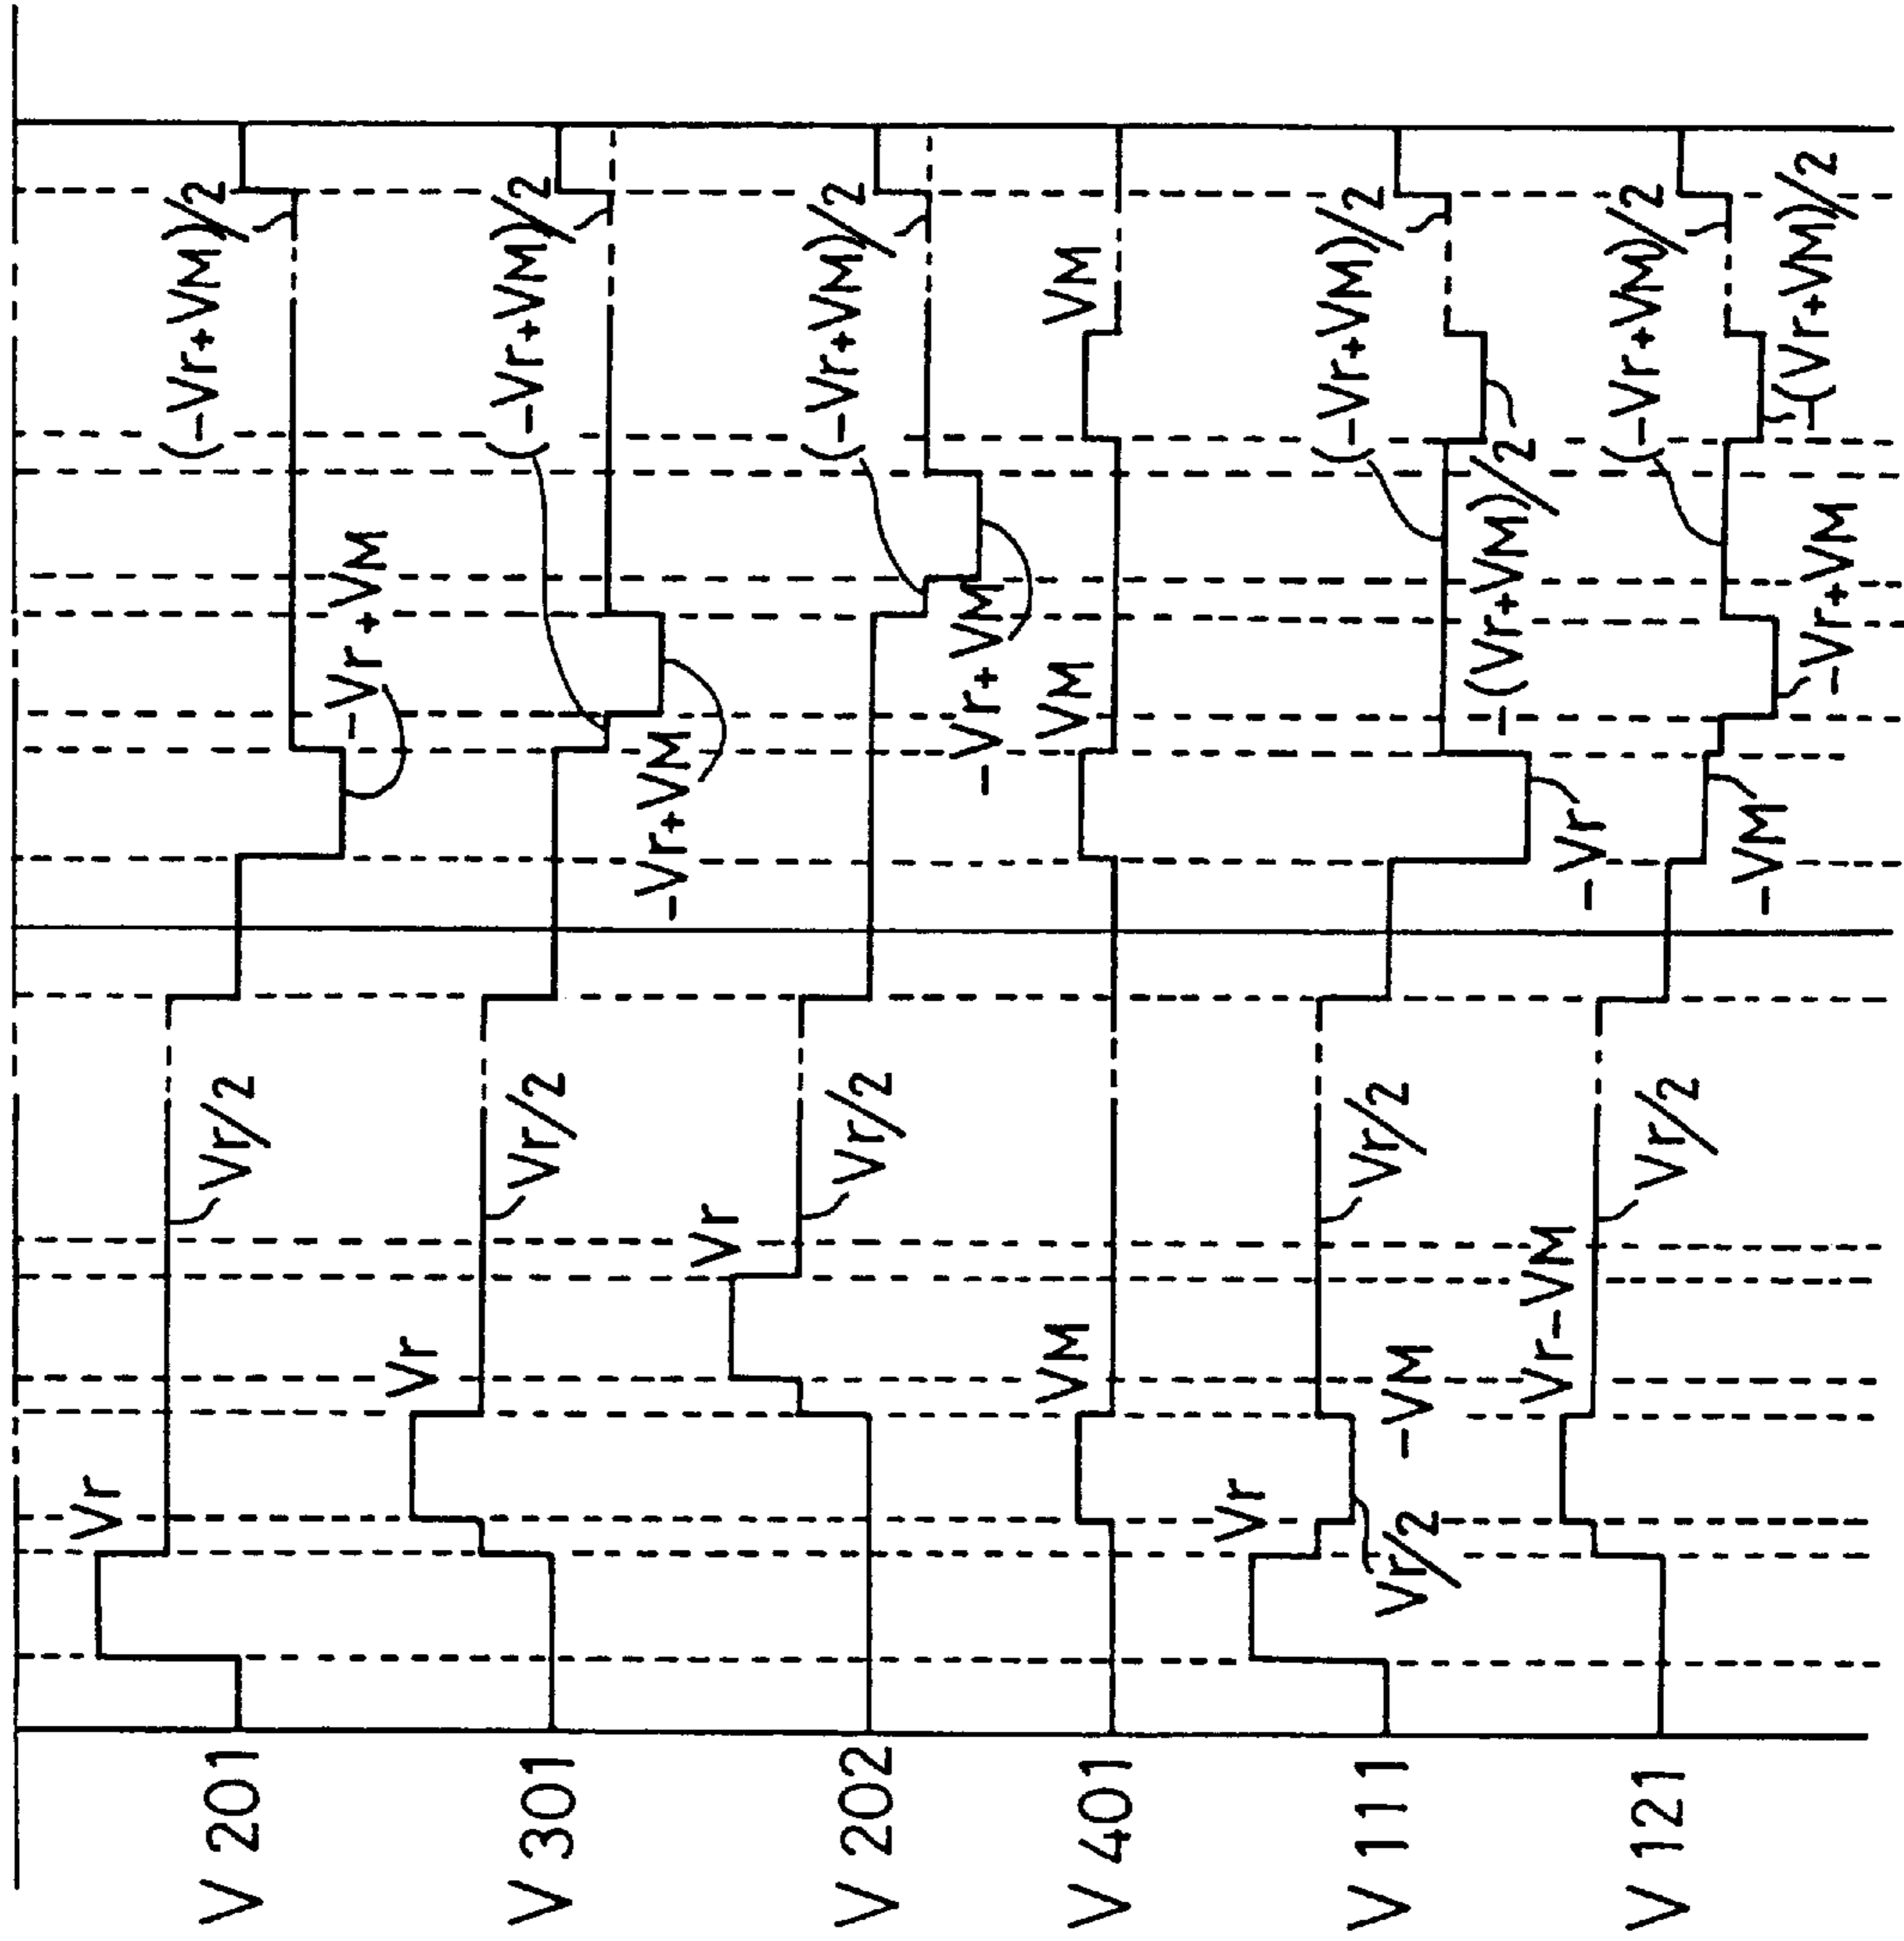 V 201
Vr
Vr/2
-Vr+VM
(-Vr+VM)/2
V 301
Vr
Vr/2
-Vr+VM
(-Vr+VM)/2
V 202
Vr
Vr/2
-Vr+VM
(-Vr+VM)/2
V 401
VM
VM
VM
V 111
Vr
Vr/2 -VM
Vr/2
-Vr
-(Vr+VM)/2
(-Vr+VM)/2
V 121
Vr-VM
Vr/2
-VM
-Vr+VM
(-Vr+VM)/2
-(Vr+VM)/2